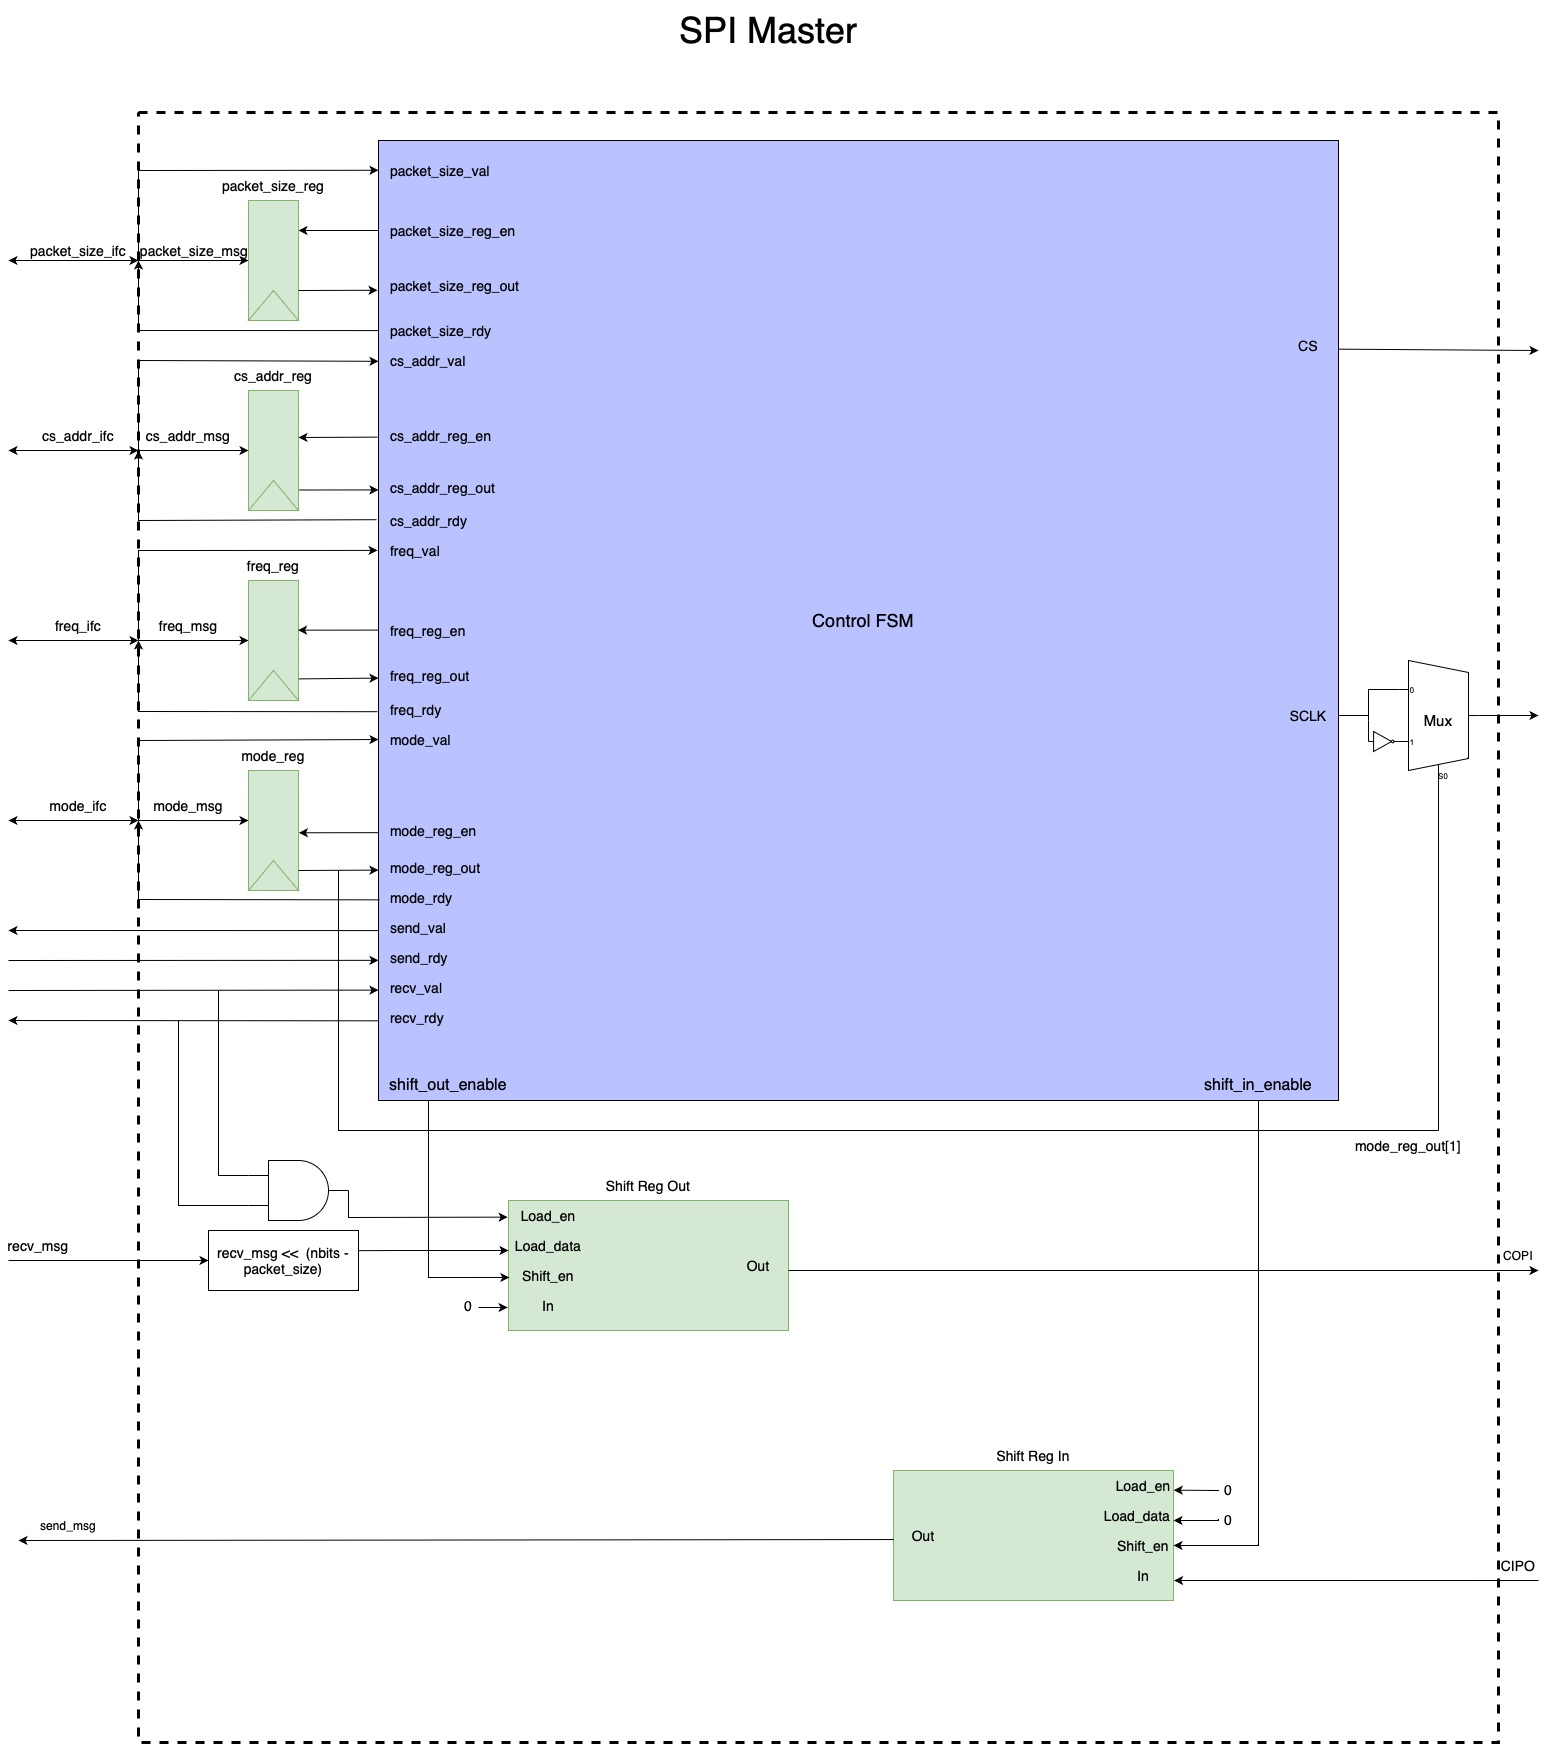 SPI Master
packet_size_val
packet_size_reg
packet_size_reg_en
packet_size_ifc
packet_size_msg
packet_size_reg_out
packet_size_rdy
CS
cs_addr_val
cs_addr_reg
cs_addr_ifc
cs_addr_msg
cs_addr_reg_en
cs_addr_reg_out
cs_addr_rdy
freq_val
freq_reg
freq_ifc
freq_msg
freq_reg_en
Control FSM
freq_reg_out
freq_rdy
SCLK
0
Mux
1
S0
mode_val
mode_reg
mode_ifc
mode_msg
mode_reg_en
mode_reg_out
mode_rdy
send_val
send_rdy
recv_val
recv_rdy
shift_out_enable
shift_in_enable
mode_reg_out[1]
Shift Reg Out
Load_en
recv_msg
recv_msg << (nbits -
packet_size)
Load_data
Shift_en
Out
COPI
0
In
Shift Reg In
Load_en
0
Load_data
0
send_msg
Out
Shift_en
In
CIPO